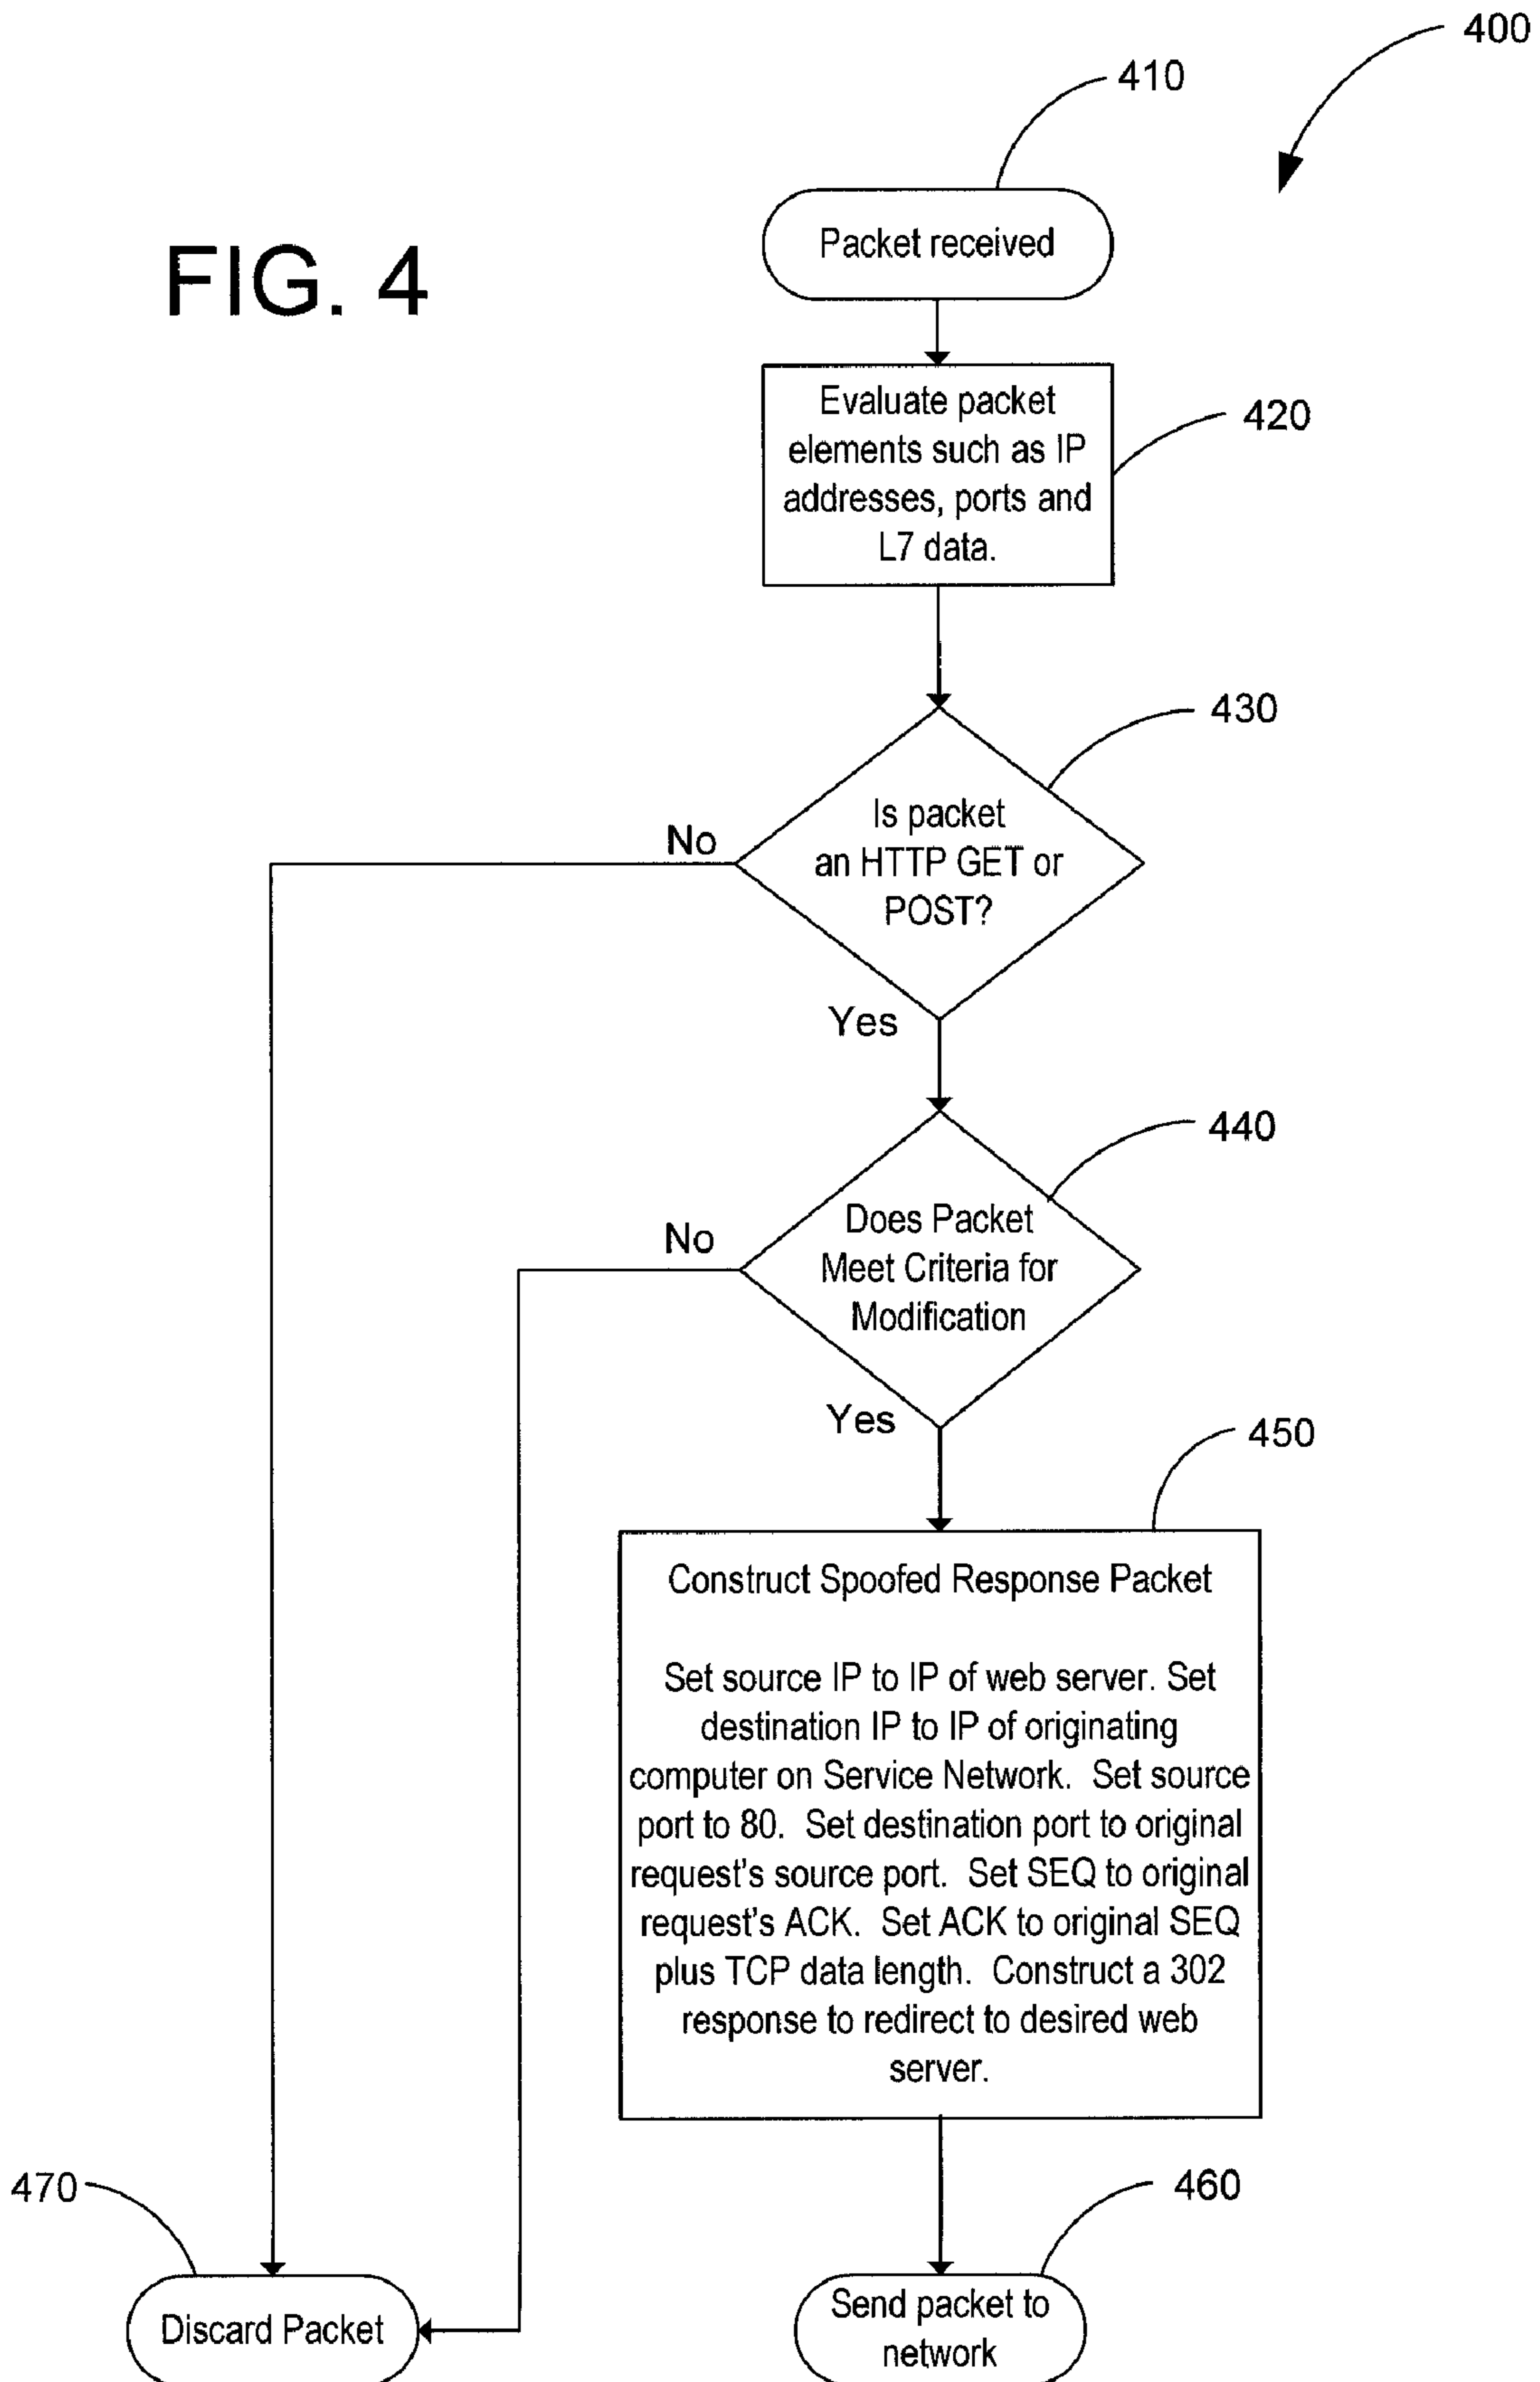 400
410
Packet received
FIG. 4
Evaluate packet
elements such as IP
addresses, ports and
L7 data.
420
430
Is packet
an HTTP GET or
POST?
No
Yes
440
Does Packet
Meet Criteria for
Modification
No
Yes
450
Construct Spoofed Response Packet
Set source IP to IP of web server. Set
destination IP to IP of originating
computer on Service Network. Set source
port to 80. Set destination port to original
request's source port. Set SEQ to original
request's ACK. Set ACK to original SEQ
plus TCP data length. Construct a 302
response to redirect to desired web
server.
470
460
Discard Packet
Send packet to
network